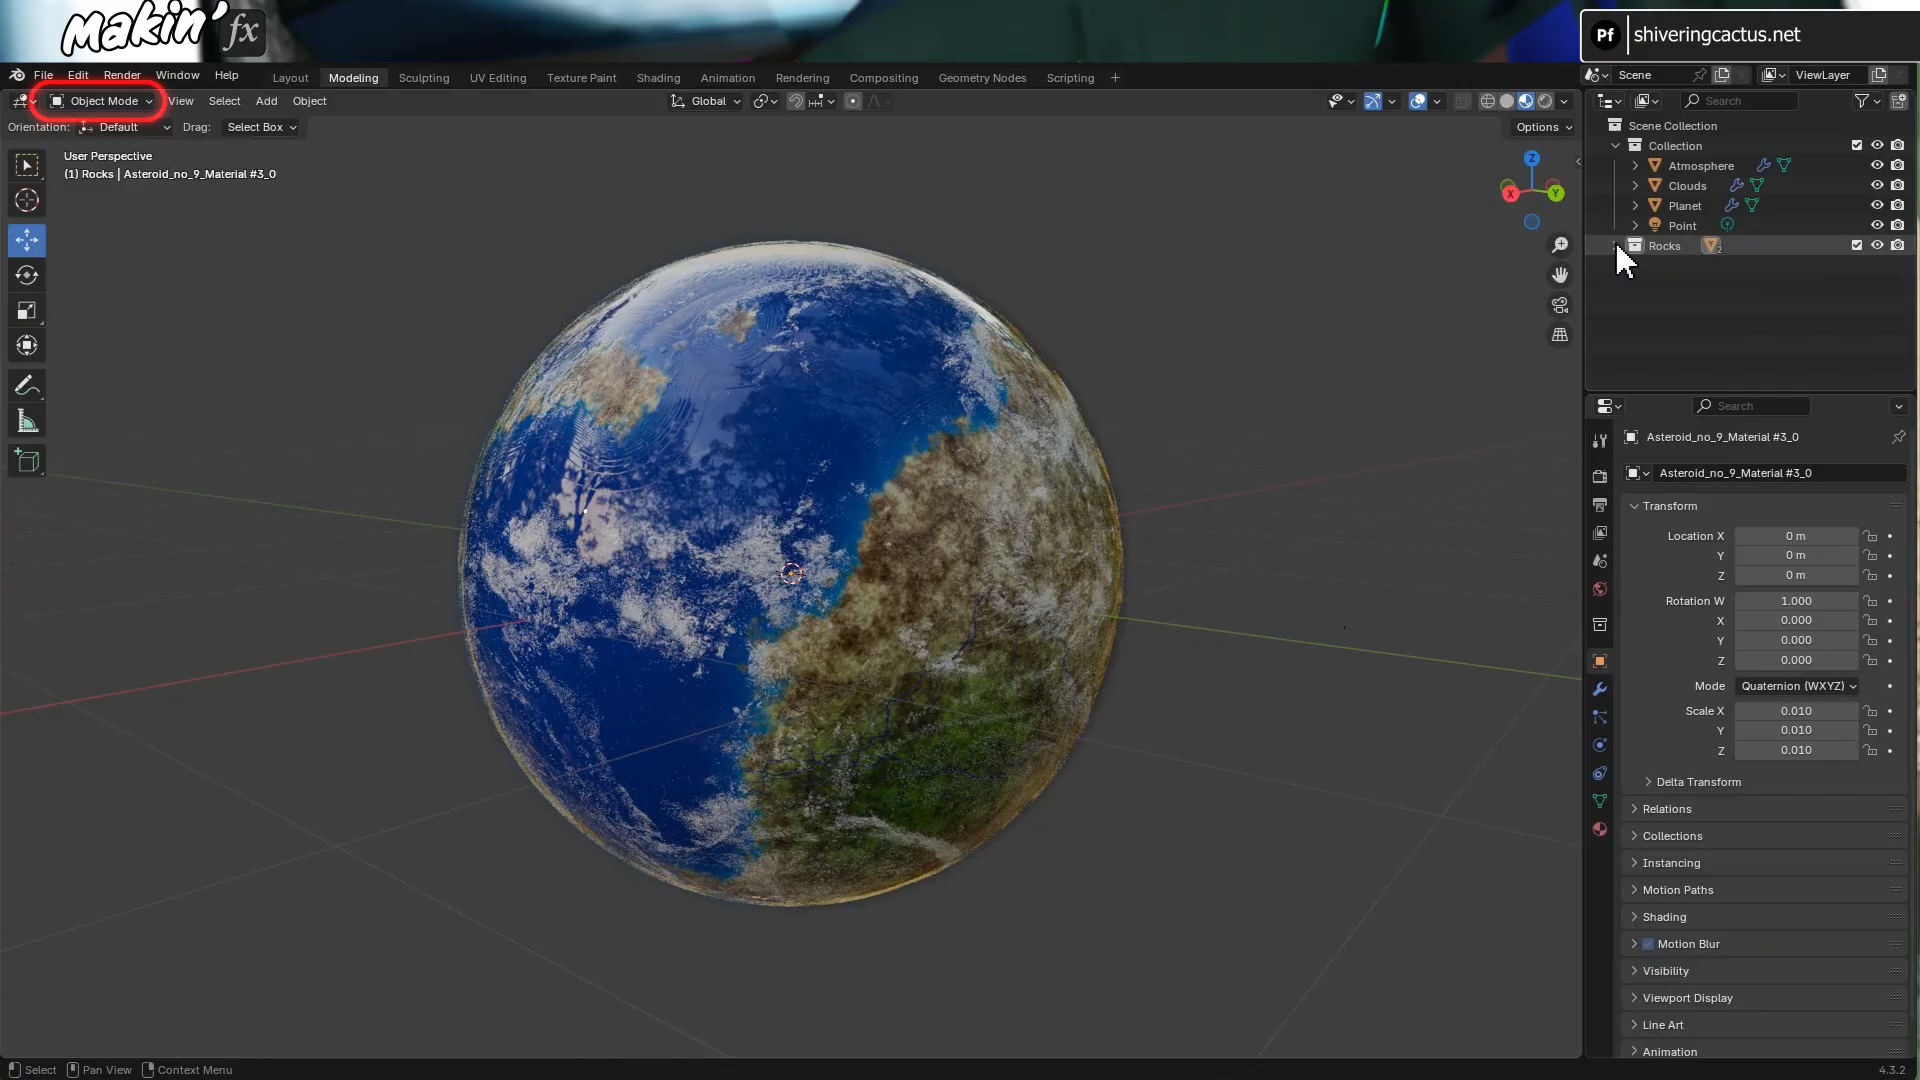 makin' fx
Pf shiveringcactus.net
File Edit Render Window Help
Layout Modeling Sculpting UV Editing Texture Paint Shading Animation Rendering Compositing Geometry Nodes Scripting +
Scene ViewLayer
Object Mode View Select Add Object
Global
Search
Orientation: Default Drag: Select Box
Options
User Perspective
(1) Rocks | Asteroid_no_9_Material #3_0
Z
X
Y
Scene Collection
Collection
Atmosphere
Clouds
Planet
Point
Rocks 2
Search
Asteroid_no_9_Material #3_0
Asteroid_no_9_Material #3_0
Transform
Location X 0 m
Y 0 m
Z 0 m
Rotation W 1.000
X 0.000
Y 0.000
Z 0.000
Mode Quaternion (WXYZ)
Scale X 0.010
Y 0.010
Z 0.010
Delta Transform
Relations
Collections
Instancing
Motion Paths
Shading
Motion Blur
Visibility
Viewport Display
Line Art
Animation
Select Pan View Context Menu
4.3.2